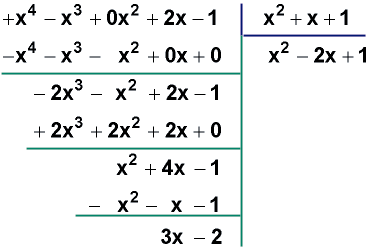 +x⁴ − x³ + 0x² + 2x − 1 x² + x + 1
−x⁴ − x³ − x² + 0x + 0 x² − 2x + 1
− 2x³ − x² + 2x − 1
+ 2x³ + 2x² + 2x + 0
x² + 4x − 1
− x² − x − 1
3x − 2